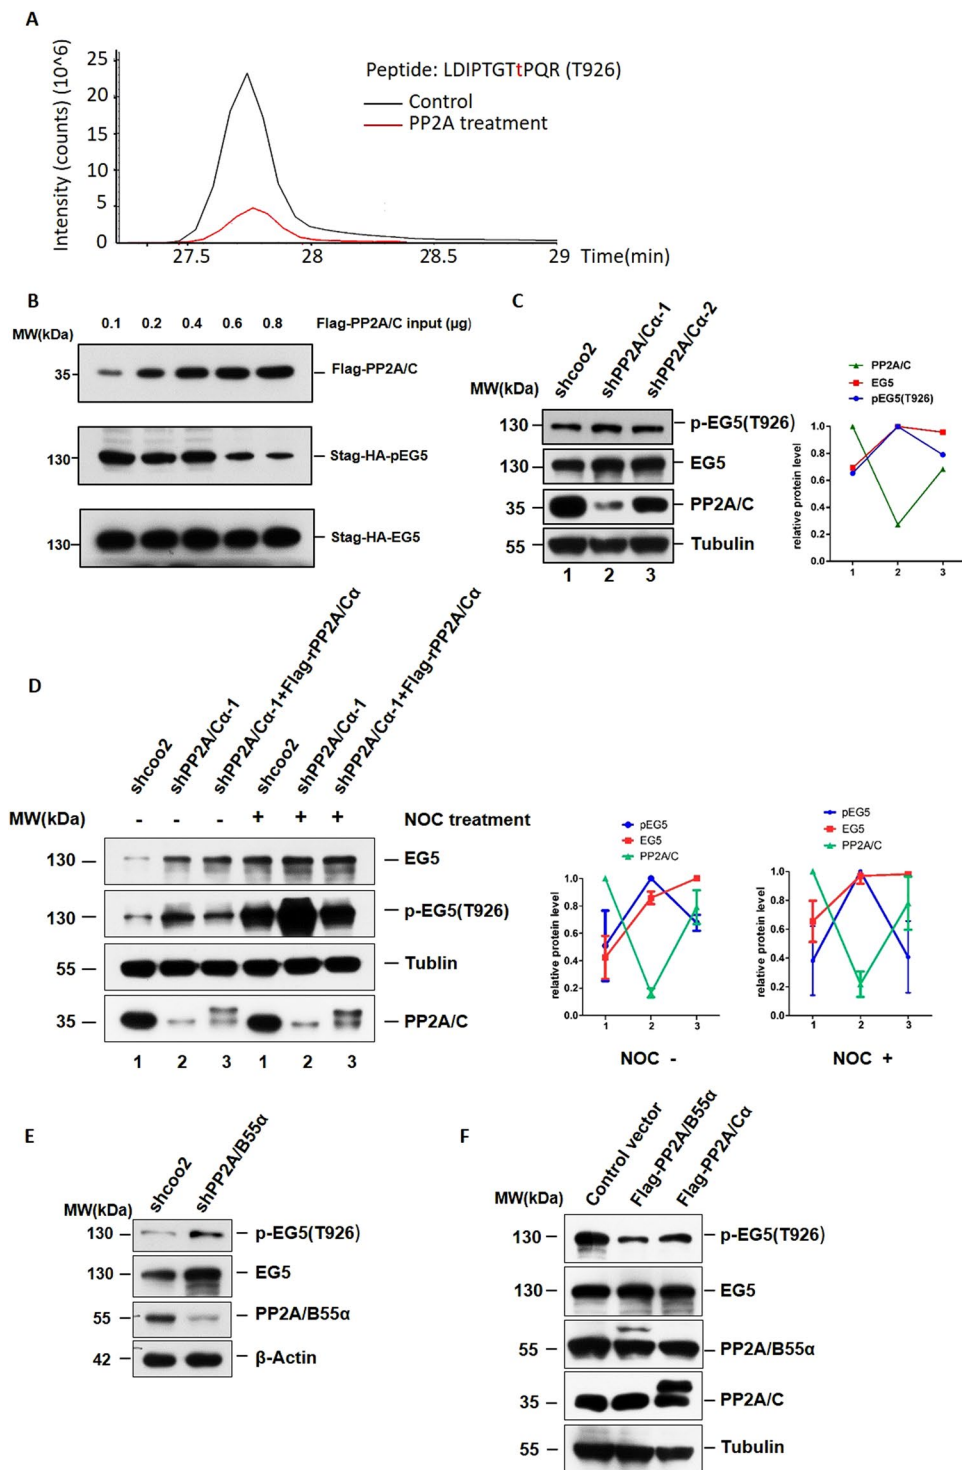 A
Intensity (counts) (10^6)
25
20
15
10
5
0
27.5 28 28.5 29 Time(min)
Peptide: LDIPTGTtPQR (T926)
Control
PP2A treatment
B
MW(kDa)
0.1 0.2 0.4 0.6 0.8 Flag-PP2A/C input (µg)
35 Flag-PP2A/C
130 Stag-HA-pEG5
130 Stag-HA-EG5
C
MW(kDa)
shcoo2
shPP2A/Cα-1
shPP2A/Cα-2
130 p-EG5(T926)
130 EG5
35 PP2A/C
55 Tubulin
1 2 3
PP2A/C
EG5
pEG5(T926)
relative protein level
1.0
0.8
0.6
0.4
0.2
0.0
1 2 3
D
shcoo2
shPP2A/Cα-1
shPP2A/Cα-1+Flag-rPP2A/Cα
shcoo2
shPP2A/Cα-1
shPP2A/Cα-1+Flag-rPP2A/Cα
MW(kDa) - - - + + + NOC treatment
130 EG5
130 p-EG5(T926)
55 Tublin
35 PP2A/C
1 2 3 1 2 3
pEG5
EG5
PP2A/C
relative protein level
1.0
0.8
0.6
0.4
0.2
0.0
1 2 3
NOC -
pEG5
EG5
PP2A/C
relative protein level
1.0
0.8
0.6
0.4
0.2
0.0
1 2 3
NOC +
E
MW(kDa)
shcoo2
shPP2A/B55α
130 p-EG5(T926)
130 EG5
55 PP2A/B55α
42 β-Actin
F
MW(kDa)
Control vector
Flag-PP2A/B55α
Flag-PP2A/Cα
130 p-EG5(T926)
130 EG5
55 PP2A/B55α
35 PP2A/C
55 Tubulin